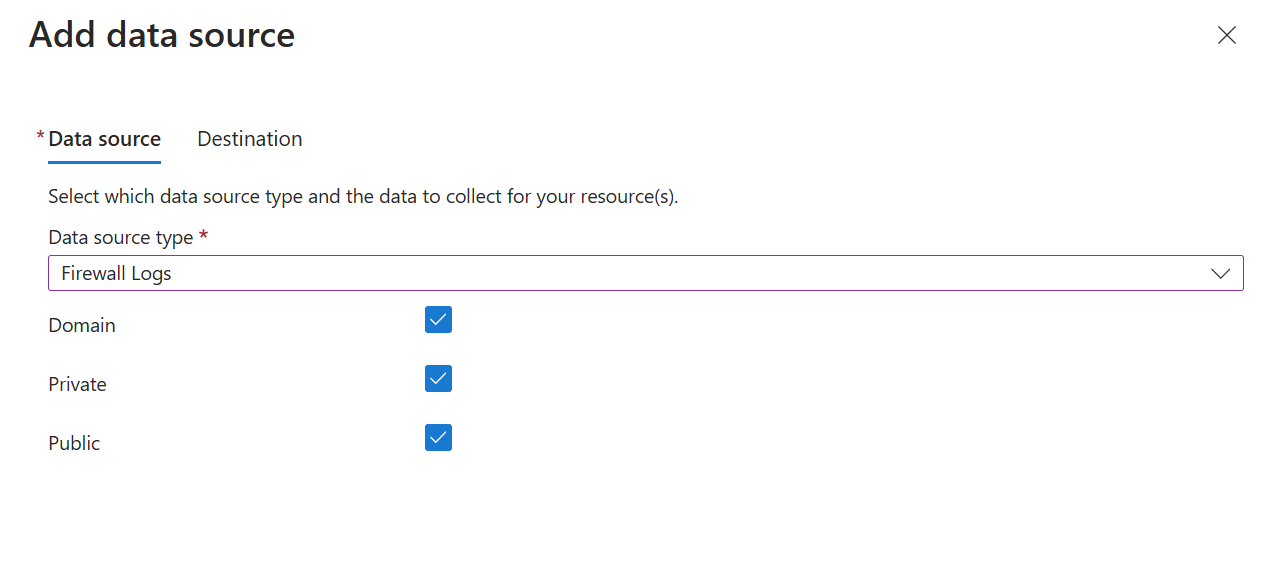 Add data source
* Data source Destination
Select which data source type and the data to collect for your resource(s).
Data source type *
Firewall Logs
Domain
Private
Public